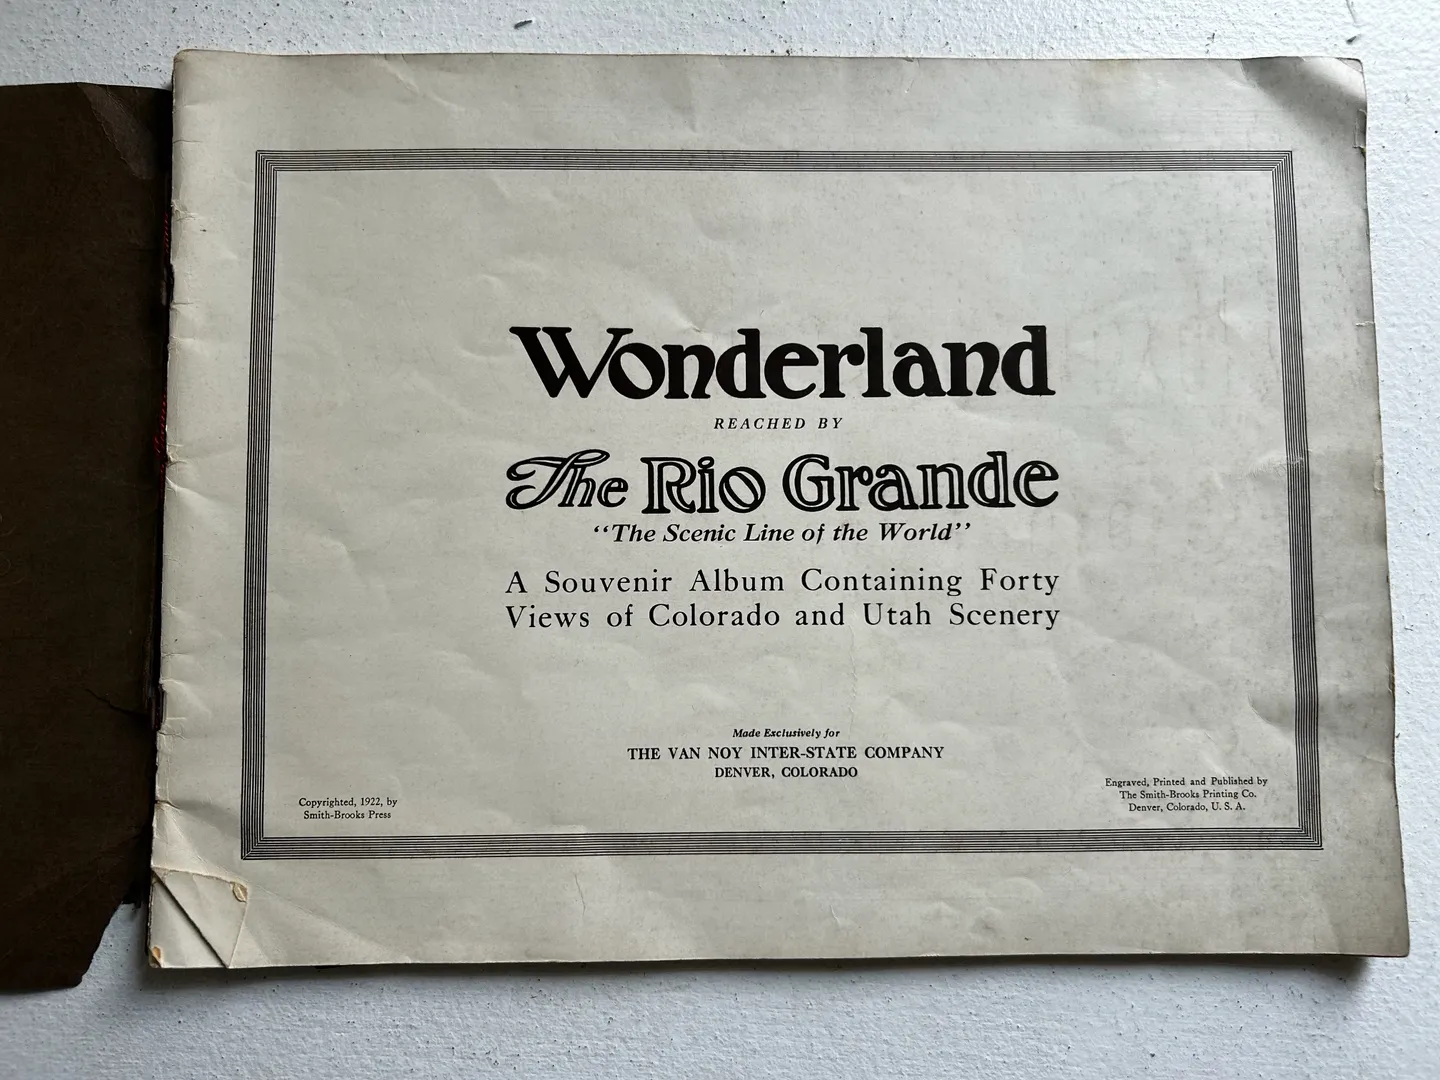 Wonderland
REACHED BY
The Rio Grande
“The Scenic Line of the World”
A Souvenir Album Containing Forty
Views of Colorado and Utah Scenery
Made Exclusively for
THE VAN NOY INTER-STATE COMPANY
DENVER, COLORADO
Copyrighted, 1922, by
Smith-Brooks Press
Engraved, Printed and Published by
The Smith-Brooks Printing Co.
Denver, Colorado, U. S. A.